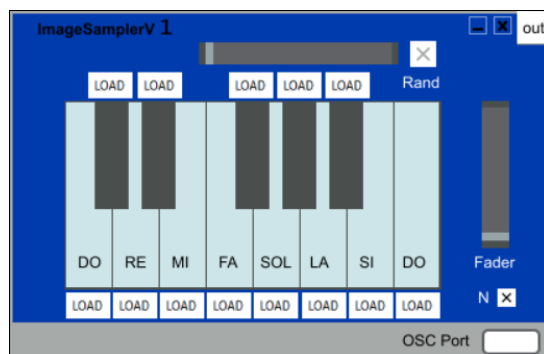 ImageSamplerV 1
out
Rand
LOAD LOAD LOAD LOAD LOAD
DO RE MI FA SOL LA SI DO
Fader
LOAD LOAD LOAD LOAD LOAD LOAD LOAD LOAD
N
OSC Port